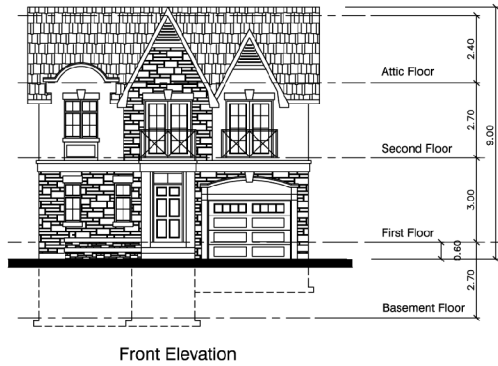 2.40
Attic Floor
2.70
9.00
Second Floor
3.00
First Floor
0.60
2.70
Basement Floor
Front Elevation